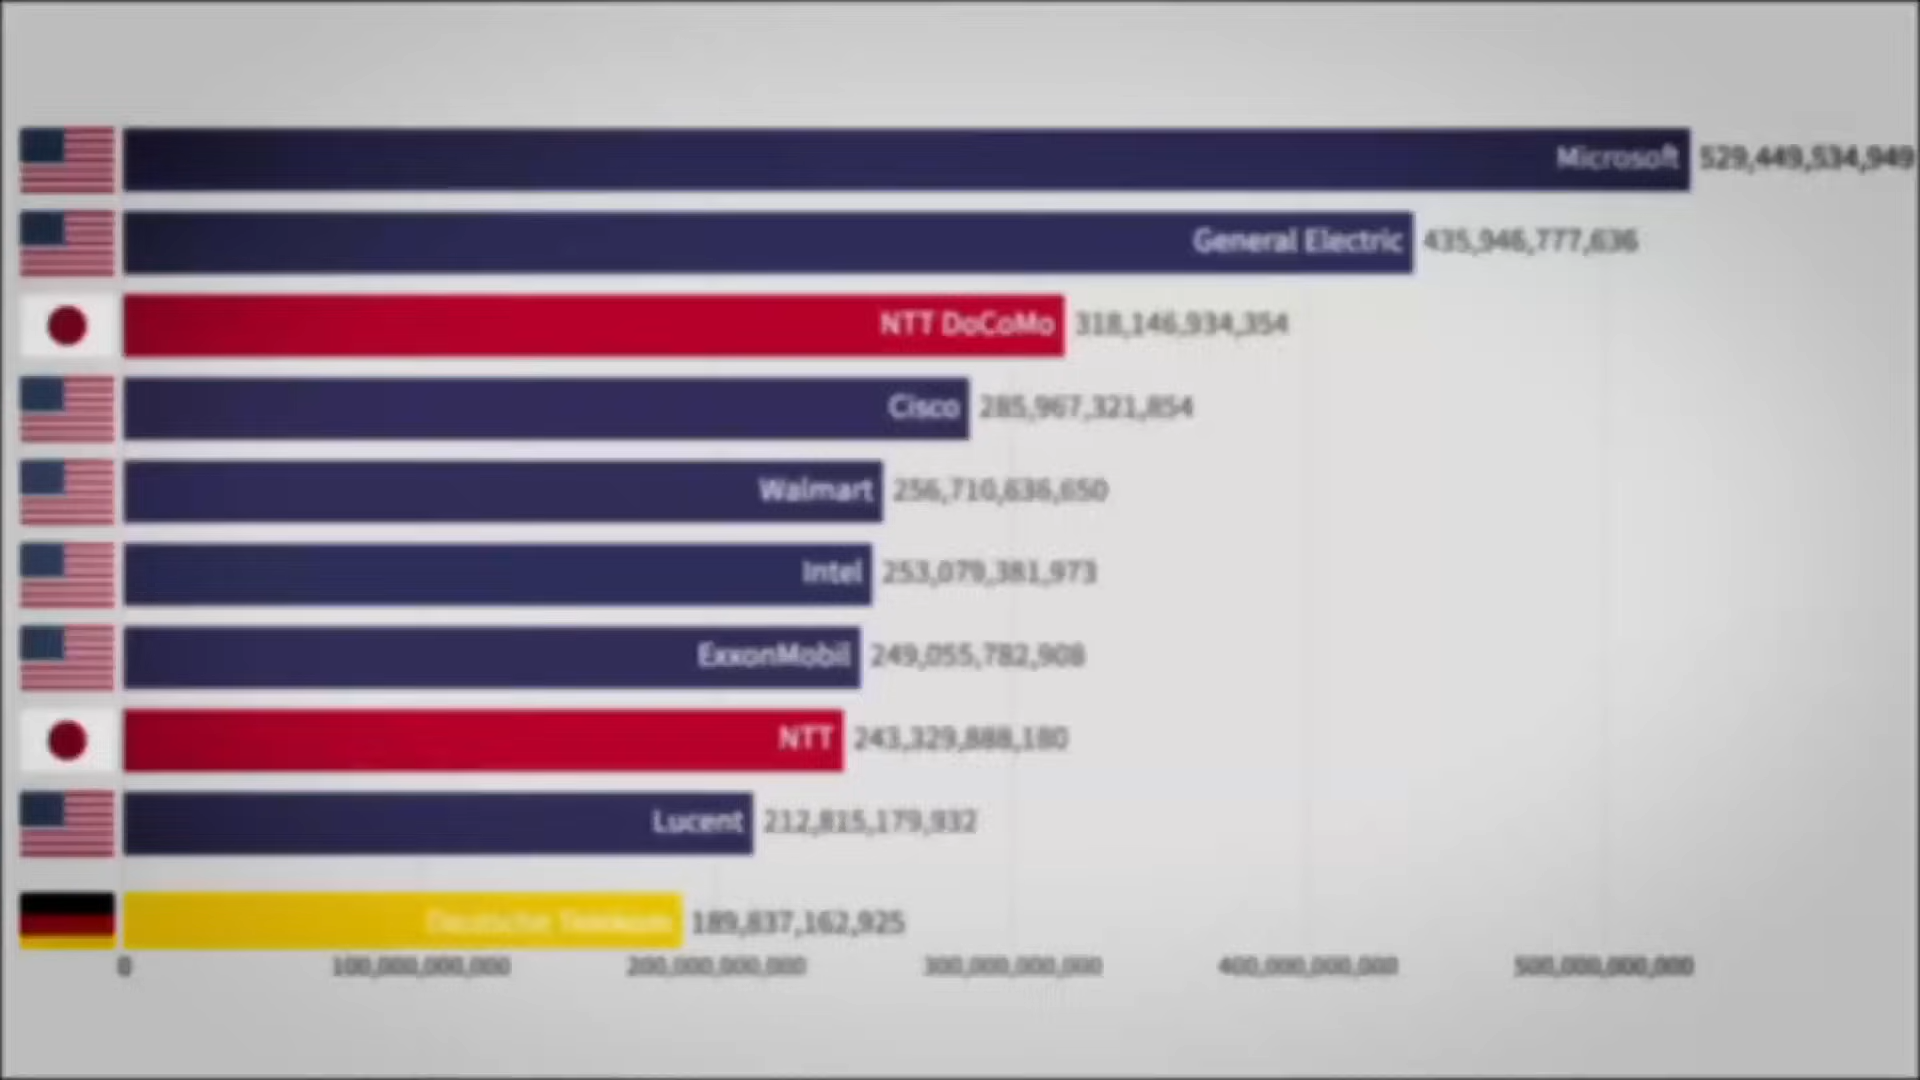 Microsoft 529,449,534,949
General Electric 435,946,777,636
NTT DoCoMo 318,146,934,354
Cisco 285,967,321,854
Walmart 256,710,636,650
Intel 253,079,381,973
ExxonMobil 249,055,782,908
NTT 243,329,888,180
Lucent 212,815,179,932
Deutsche Telekom 189,837,162,925
0 100,000,000,000 200,000,000,000 300,000,000,000 400,000,000,000 500,000,000,000